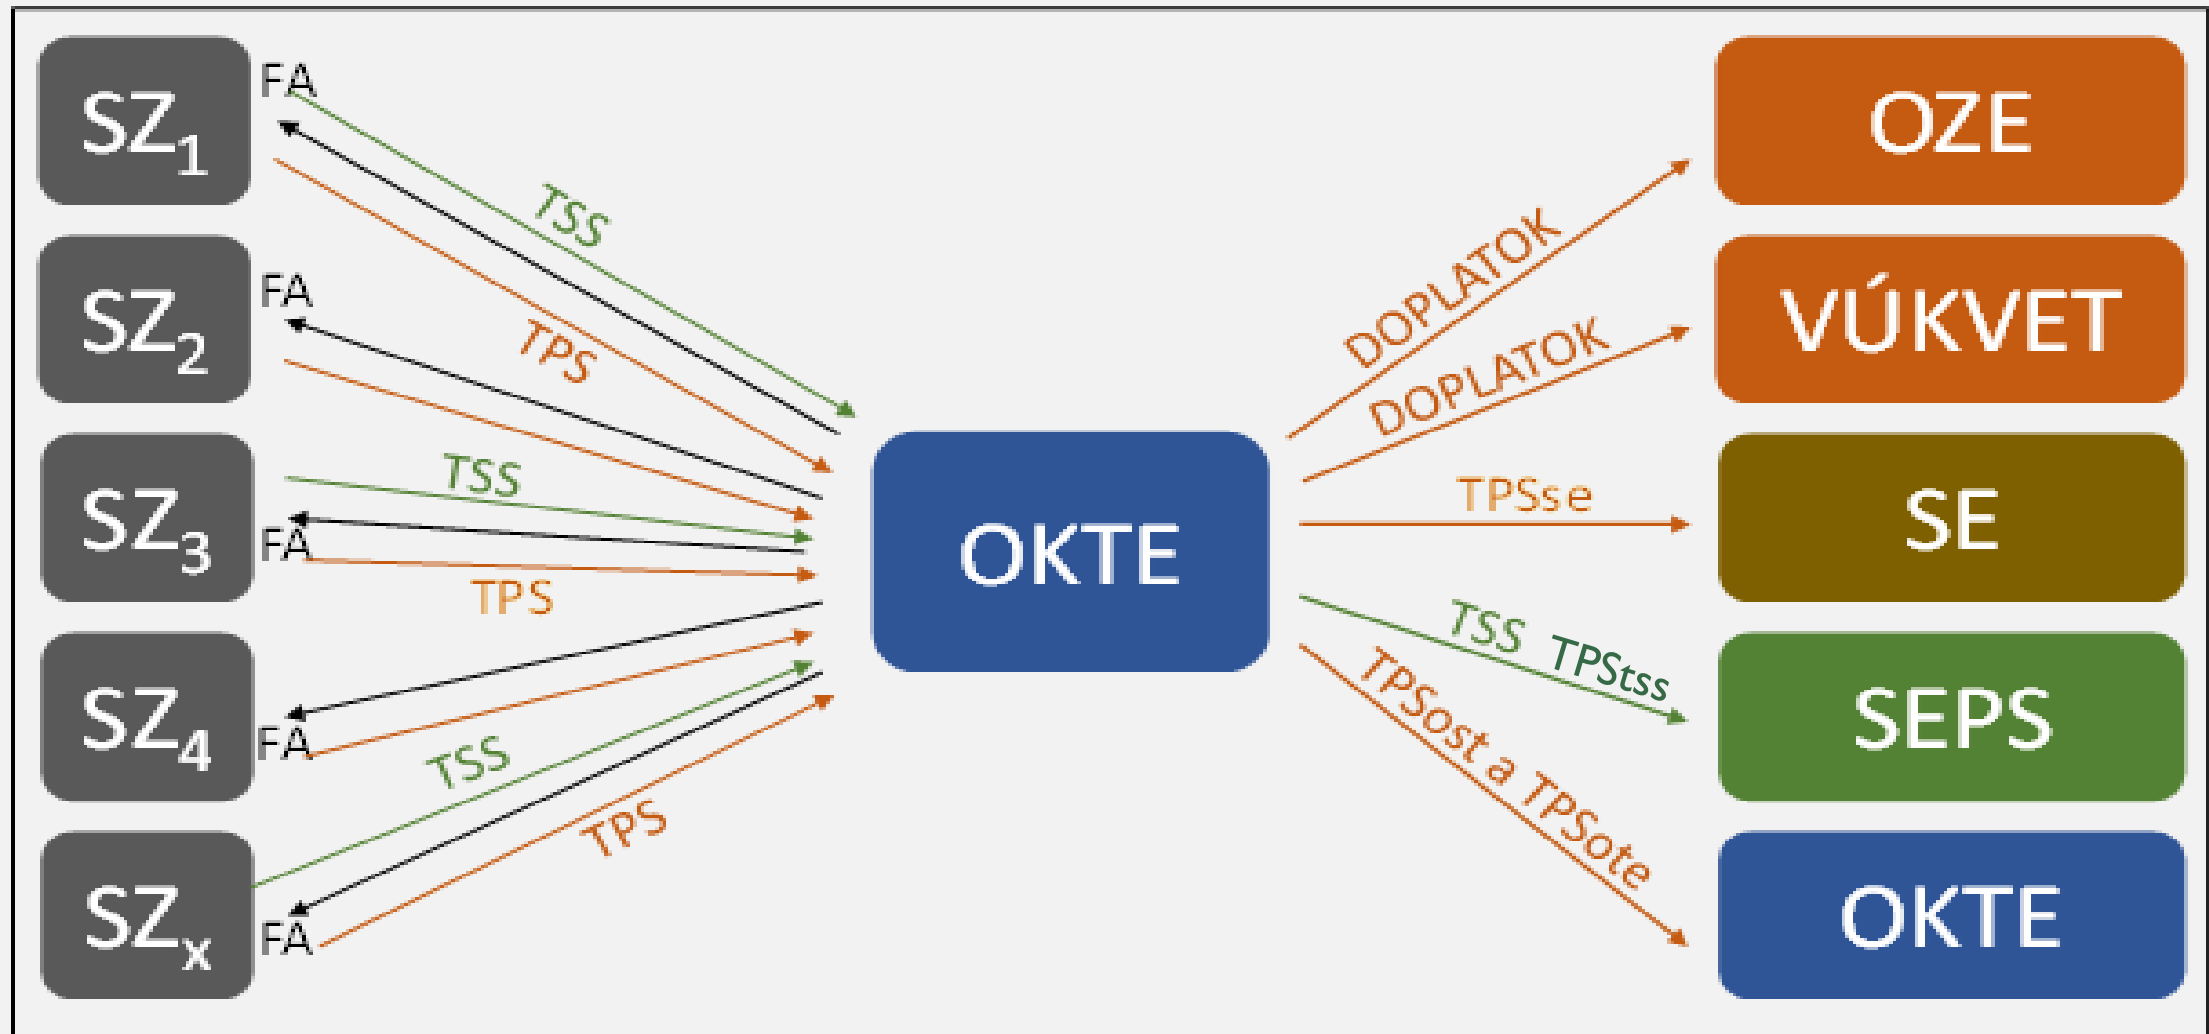 SZ1
FA
TSS
TPS
SZ2
FA
SZ3
FA
TSS
TPS
SZ4
FA
SZx
FA
TSS
TPS
OKTE
DOPLATOK
DOPLATOK
TPSse
TSS TPStss
TPSost a TPSote
OZE
VÚKVET
SE
SEPS
OKTE